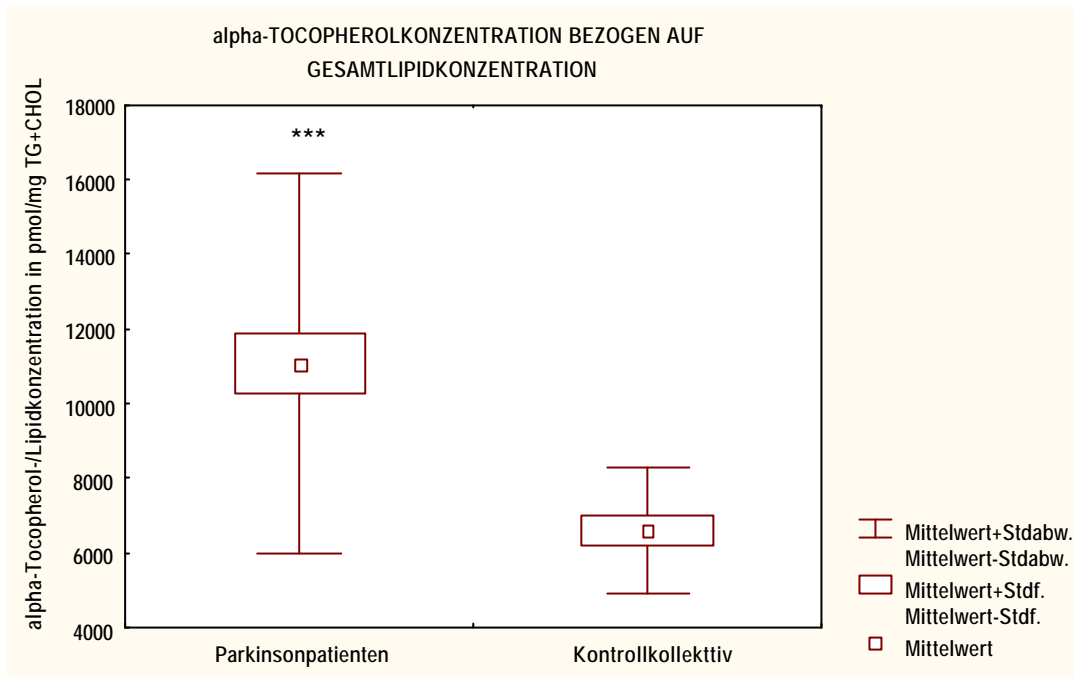 alpha-TOCOPHEROLKONZENTRATION BEZOGEN AUF
GESAMTLIPIDKONZENTRATION
alpha-Tocopherol-/Lipidkonzentration in pmol/mg TG+CHOL
18000
16000
14000
12000
10000
8000
6000
4000
***
Parkinsonpatienten
Kontrollkollekttiv
Mittelwert+Stdabw.
Mittelwert-Stdabw.
Mittelwert+Stdf.
Mittelwert-Stdf.
Mittelwert